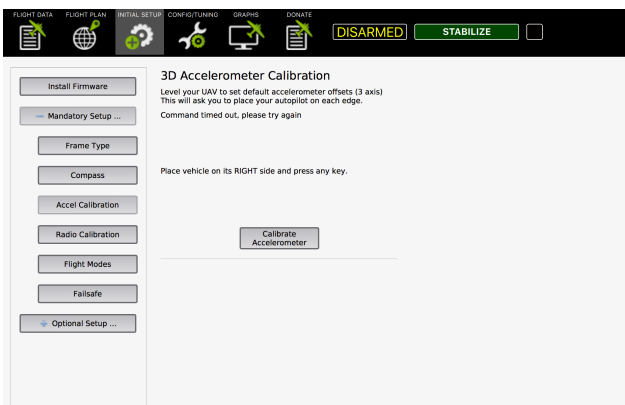 FLIGHT DATA
FLIGHT PLAN
INITIAL SETUP
CONFIG/TUNING
GRAPHS
DONATE
DISARMED
STABILIZE
Install Firmware
Mandatory Setup ...
Frame Type
Compass
Accel Calibration
Radio Calibration
Flight Modes
Failsafe
Optional Setup ...
3D Accelerometer Calibration
Level your UAV to set default accelerometer offsets (3 axis)
This will ask you to place your autopilot on each edge.
Command timed out, please try again
Place vehicle on its RIGHT side and press any key.
Calibrate
Accelerometer